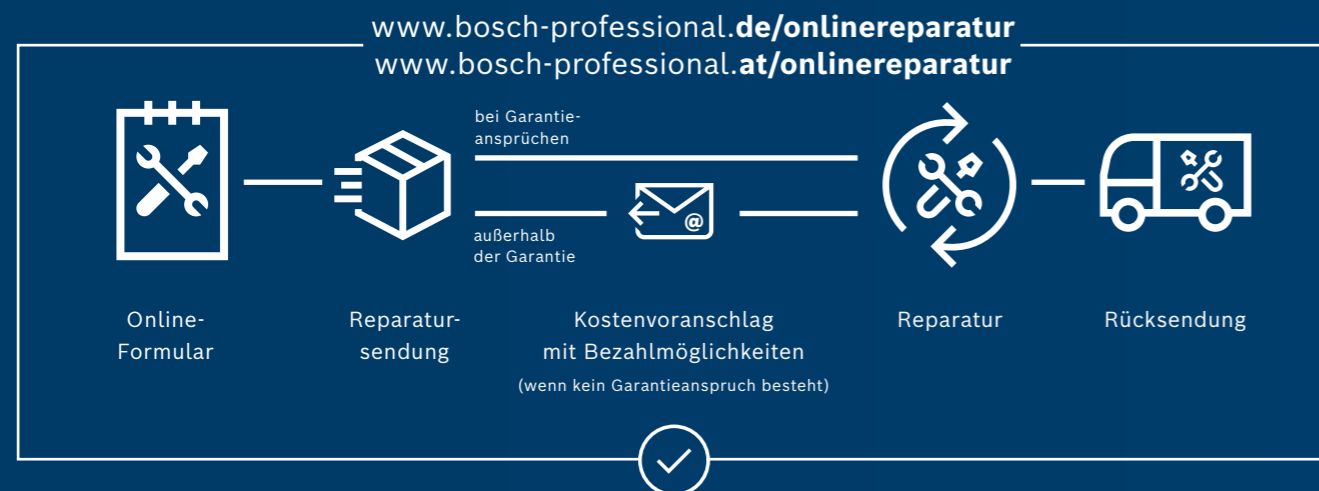 www.bosch-professional.de/onlinereparatur
www.bosch-professional.at/onlinereparatur
bei Garantie-
ansprüchen
@
außerhalb
der Garantie
Online-
Formular
Reparatur-
sendung
Kostenvoranschlag
mit Bezahlmöglichkeiten
(wenn kein Garantieanspruch besteht)
Reparatur
Rücksendung